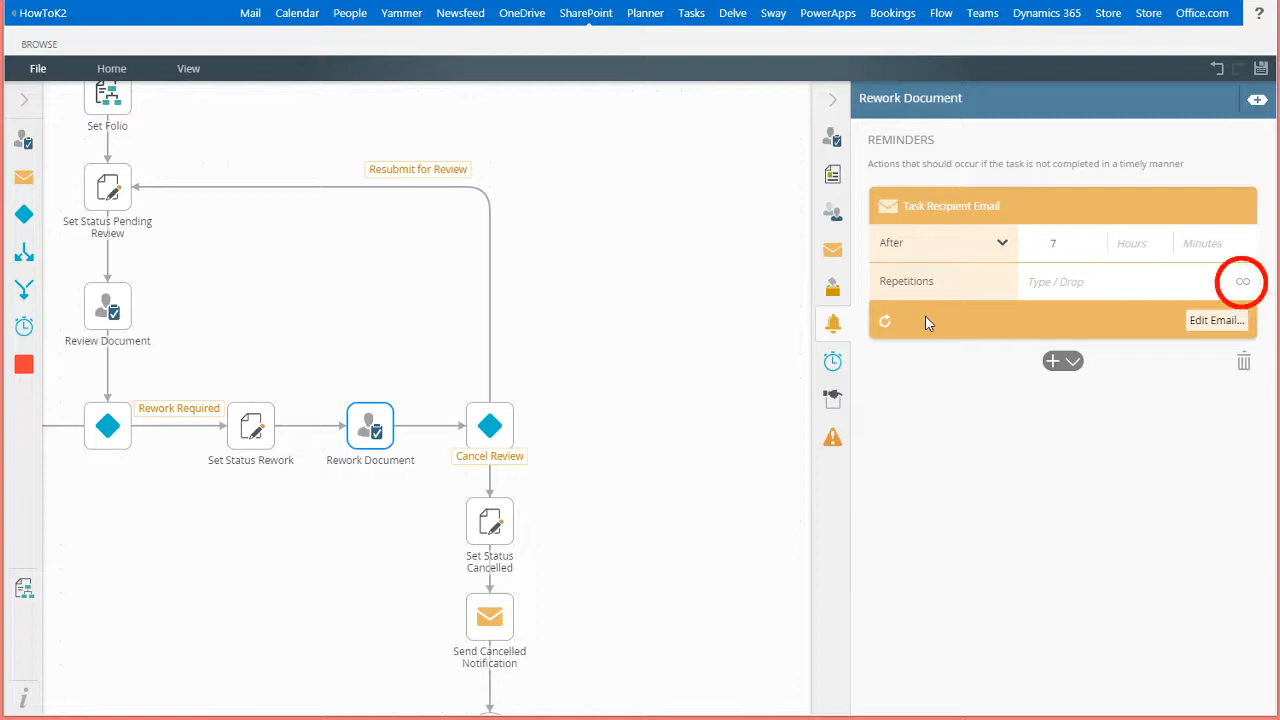 HowToK2
Mail Calendar People Yammer Newsfeed OneDrive SharePoint Planner Tasks Delve Sway PowerApps Bookings Flow Teams Dynamics 365 Store Store Office.com ?
BROWSE
File Home View
Set Folio
Resubmit for Review
Set Status Pending
Review
Review Document
Rework Required
Set Status Rework
Rework Document
Cancel Review
Set Status
Cancelled
Send Cancelled
Notification
Rework Document
REMINDERS
Actions that should occur if the task is not completed in a timely manner
Task Recipient Email
After 7 Hours Minutes
Repetitions Type / Drop ∞
Edit Email...